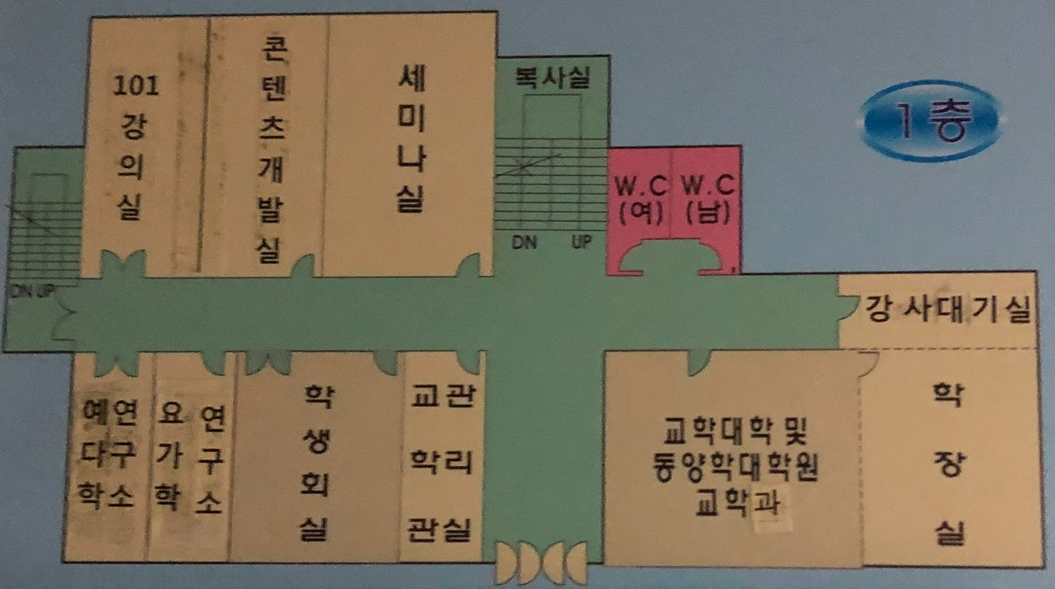 1층
101
강의실
콘텐츠개발실
세미나실
복사실
DN UP
W.C
(여)
W.C
(남)
DN UP
강사대기실
예다학
연구소
요가학
연구소
학생회실
교학관
관리실
교학대학 및
동양학대학원
교학과
학장실